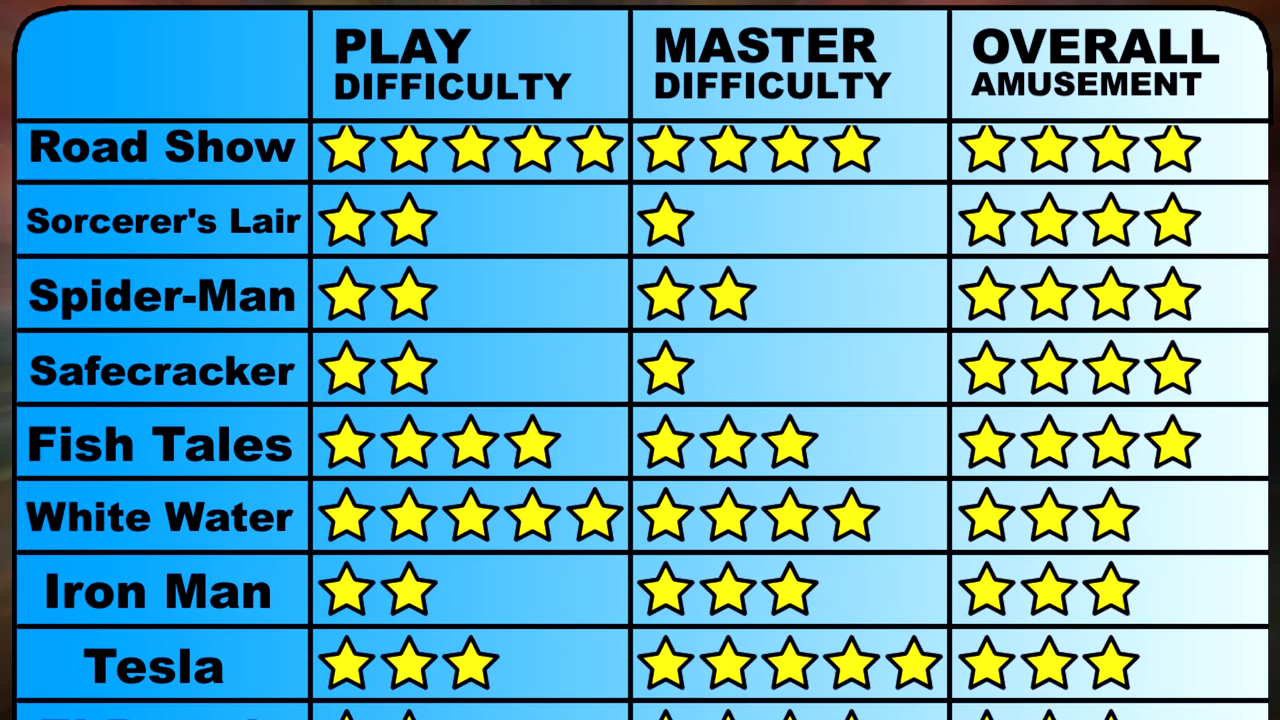 PLAY
DIFFICULTY
MASTER
DIFFICULTY
OVERALL
AMUSEMENT
Road Show
Sorcerer's Lair
Spider-Man
Safecracker
Fish Tales
White Water
Iron Man
Tesla